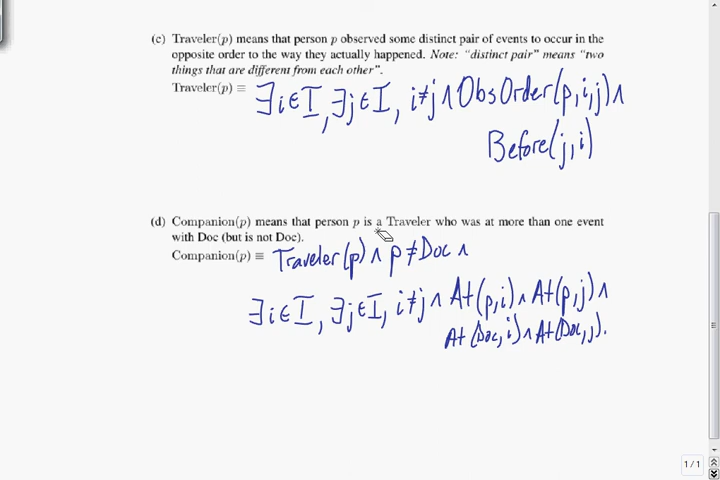 (c) Traveler(p) means that person p observed some distinct pair of events to occur in the
opposite order to the way they actually happened. Note: "distinct pair" means "two
things that are different from each other".
Traveler(p) ≡ ∃i∈I, ∃j∈I, i≠j ∧ ObsOrder(p,i,j) ∧
Before(j,i)
(d) Companion(p) means that person p is a Traveler who was at more than one event
with Doc (but is not Doc).
Companion(p) ≡ Traveler(p) ∧ p≠Doc ∧
∃i∈I, ∃j∈I, i≠j ∧ At(p,i) ∧ At(p,j) ∧
At(Doc,i) ∧ At(Doc,j).
1/1